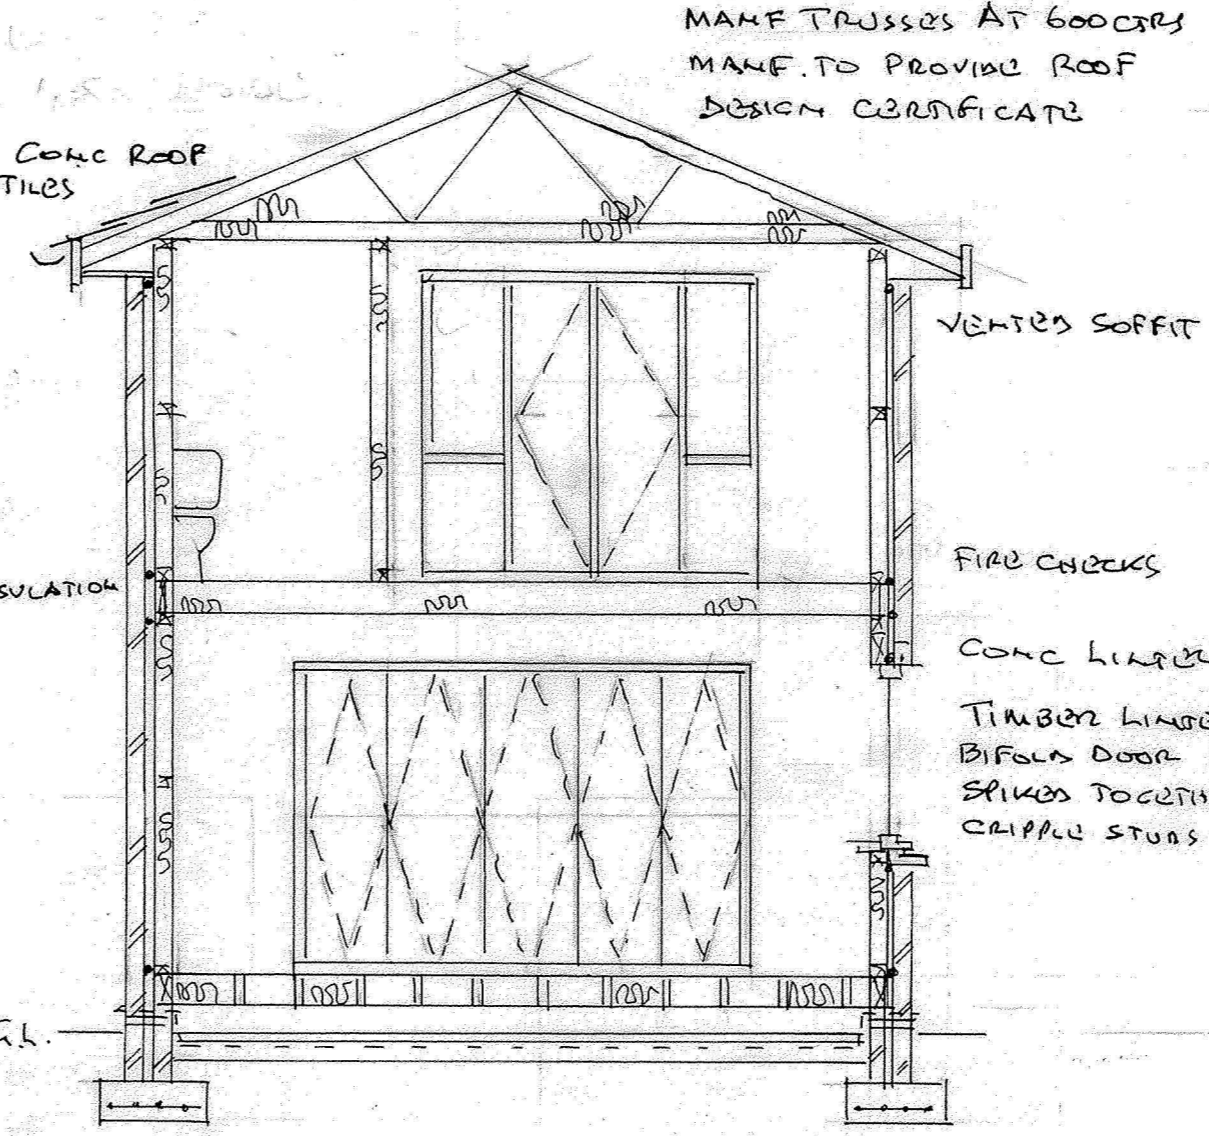 MANF TRUSSES AT 600CTRS
MANF. TO PROVIDE ROOF
DESIGN CERTIFICATE
CONC ROOF
TILES
VENTED SOFFIT
SULATION
FIRE CHECKS
CONC LINTE
TIMBER LINTE
BIFOLD DOOR
SPIKED TOGETH
CRIPPLE STUDS
G.L.